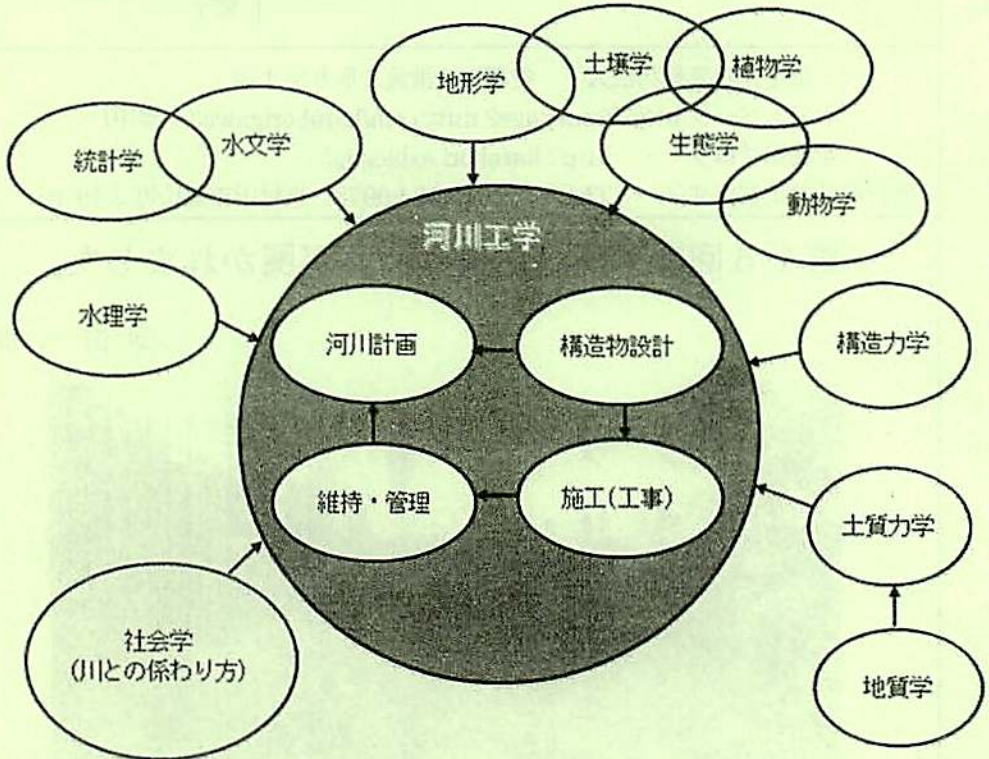 地形学
土壌学
植物学
統計学
水文学
生態学
動物学
河川工学
水理学
河川計画
構造物設計
構造力学
維持・管理
施工(工事)
土質力学
社会学
(川との係わり方)
地質学